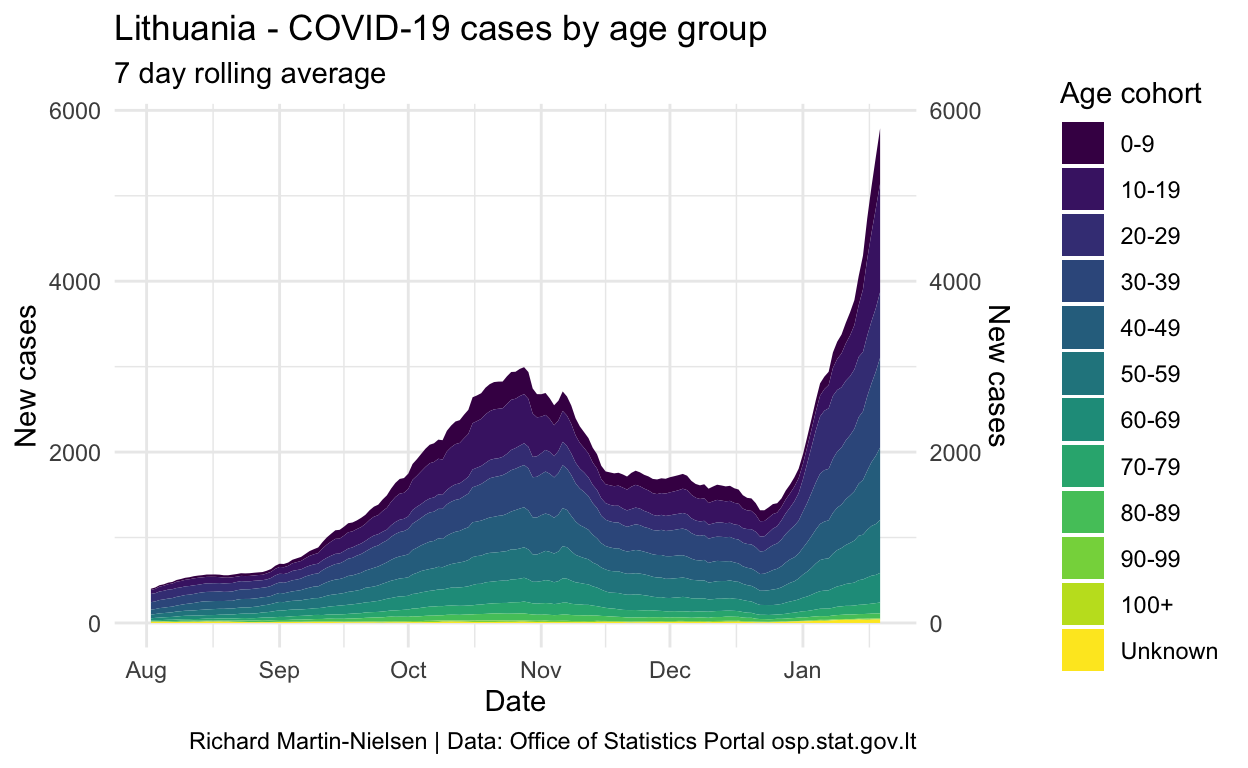 Lithuania - COVID-19 cases by age group
7 day rolling average
Age cohort
0-9
10-19
20-29
30-39
40-49
50-59
60-69
70-79
80-89
90-99
100+
Unknown
New cases
6000
4000
2000
0
6000
4000
2000
0
New cases
Aug Sep Oct Nov Dec Jan
Date
Richard Martin-Nielsen | Data: Office of Statistics Portal osp.stat.gov.lt